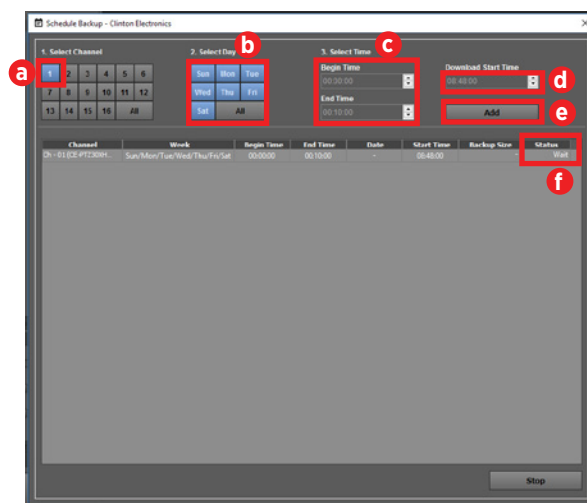 Schedule Backup - Clinton Electronics
1. Select Channel
2. Select Day
3. Select Time
a
b
c
1 2 3 4 5 6
7 8 9 10 11 12
13 14 15 16 All
Sun Mon Tue
Wed Thu Fri
Sat All
Begin Time
00:00:00
End Time
00:10:00
Download Start Time
08:48:00
d
Add
e
Channel Week Begin Time End Time Date Start Time Backup Size Status
Sun/Mon/Tue/Wed/Thu/Fri/Sat 00:00:00 00:10:00 - 08:48:00 - Wait
f
Stop